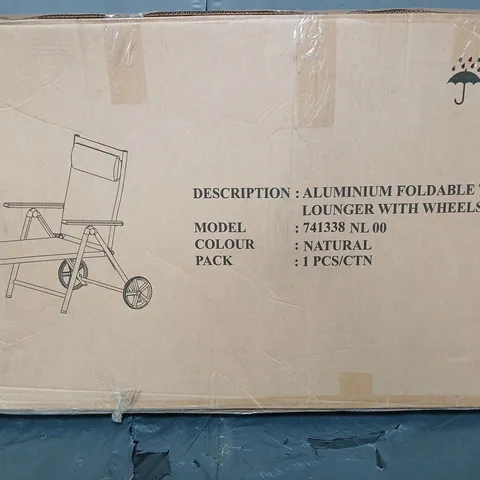 DESCRIPTION : ALUMINIUM FOLDABLE
LOUNGER WITH WHEELS
MODEL : 741338 NL 00
COLOUR : NATURAL
PACK : 1 PCS/CTN